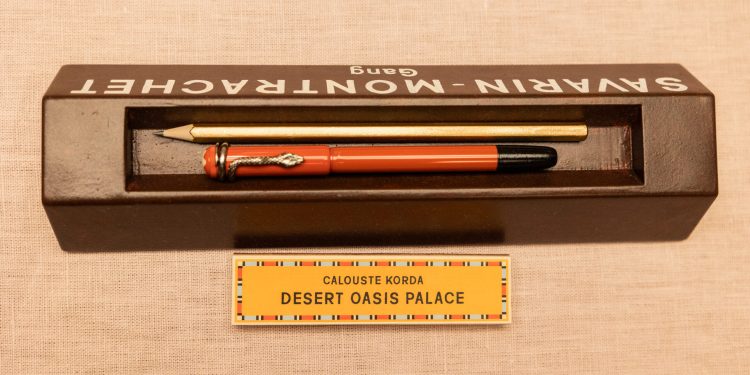 SAVARIN-MONTRACHET
Gang
CALOUSTE KORDA
DESERT OASIS PALACE